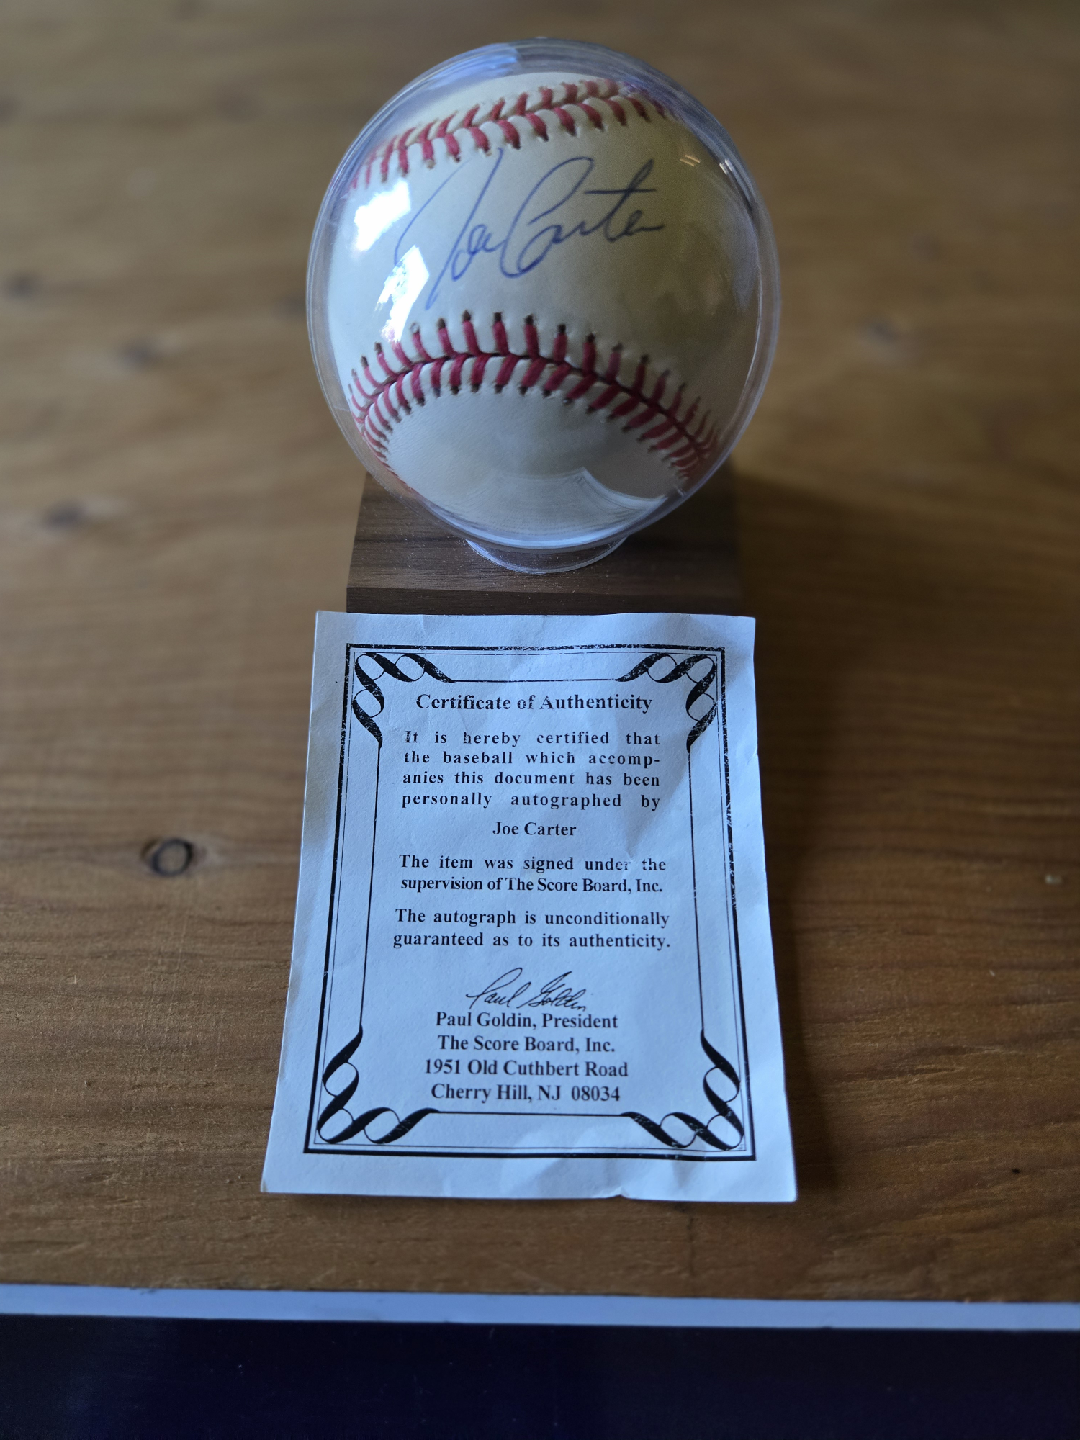 Joe Carter
Certificate of Authenticity
It is hereby certified that
the baseball which accomp-
anies this document has been
personally autographed by
Joe Carter
The item was signed under the
supervision of The Score Board, Inc.
The autograph is unconditionally
guaranteed as to its authenticity.
Paul Goldin
Paul Goldin, President
The Score Board, Inc.
1951 Old Cuthbert Road
Cherry Hill, NJ 08034